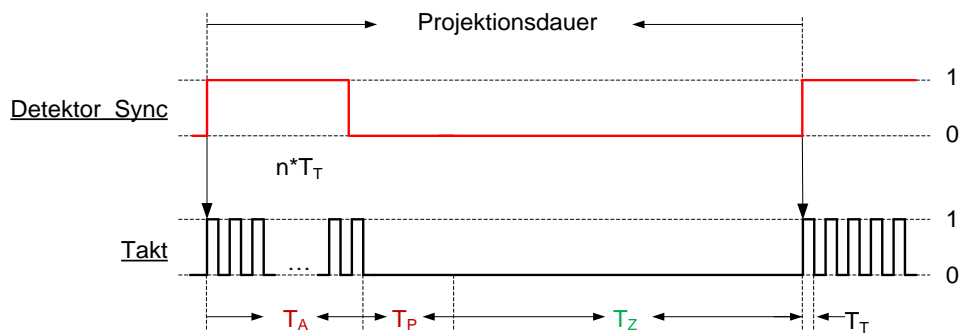 Projektionsdauer
1
Detektor_Sync
0
n*T_T
1
Takt
...
0
T_A T_P T_Z T_T